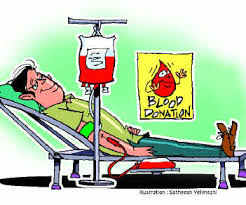 BLOOD
DONATION
Illustration : Satheesh Vellinezhi